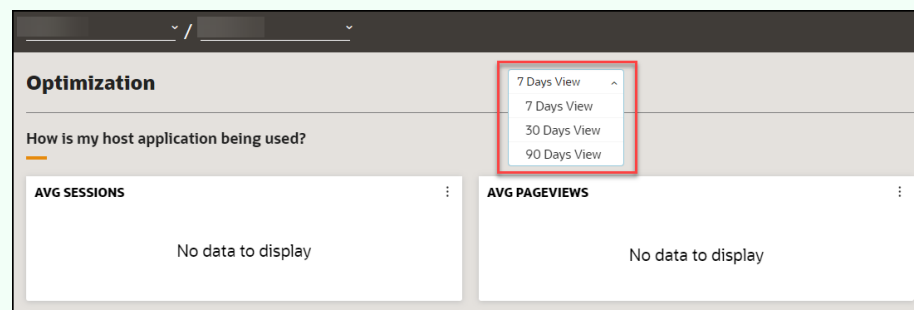 /
Optimization
7 Days View
7 Days View
30 Days View
90 Days View
How is my host application being used?
AVG SESSIONS
AVG PAGEVIEWS
No data to display
No data to display